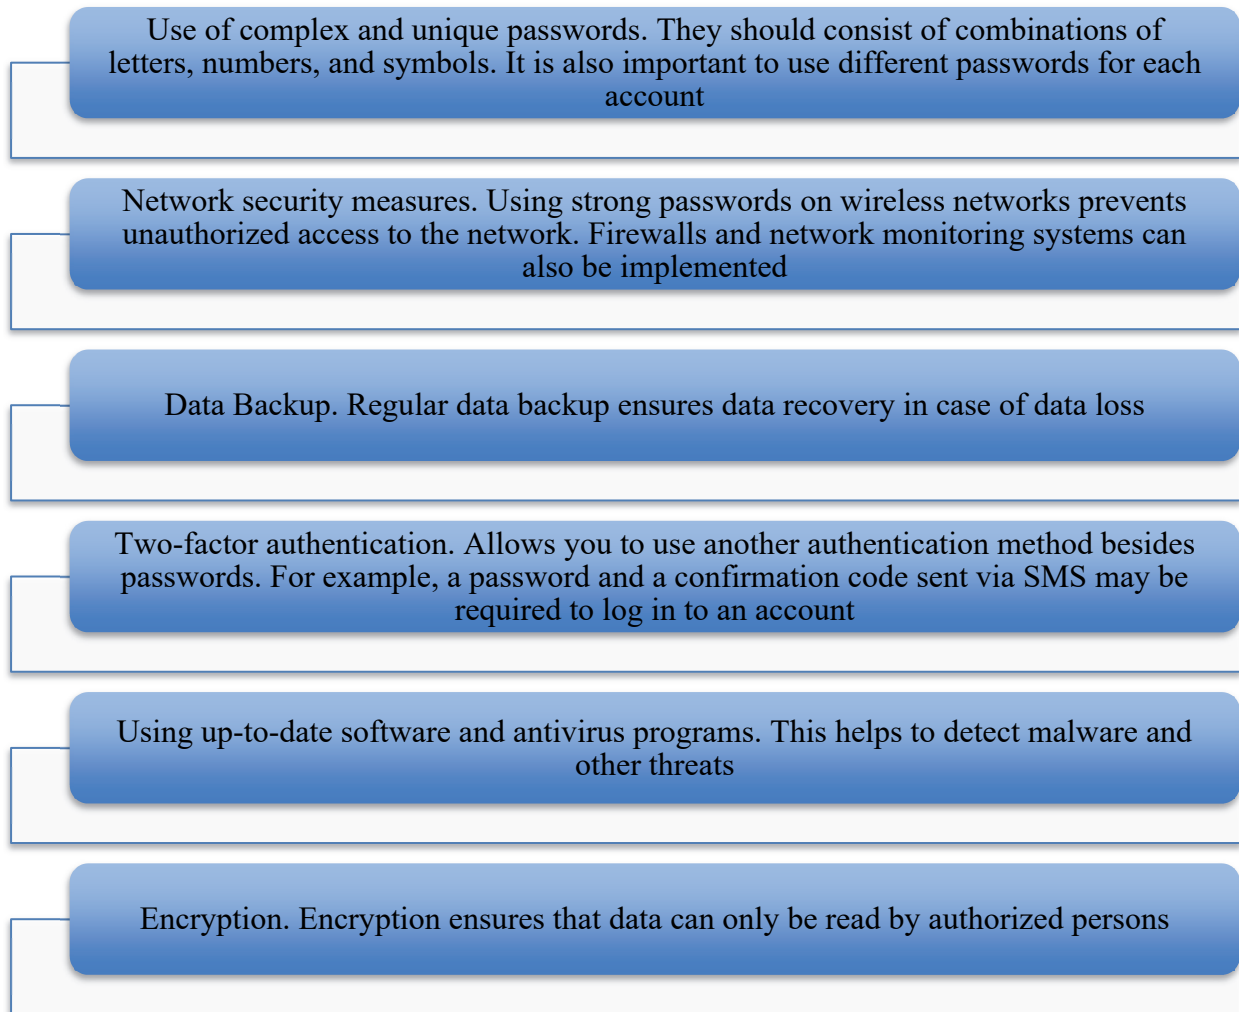 Use of complex and unique passwords. They should consist of combinations of
letters, numbers, and symbols. It is also important to use different passwords for each
account
Network security measures. Using strong passwords on wireless networks prevents
unauthorized access to the network. Firewalls and network monitoring systems can
also be implemented
Data Backup. Regular data backup ensures data recovery in case of data loss
Two-factor authentication. Allows you to use another authentication method besides
passwords. For example, a password and a confirmation code sent via SMS may be
required to log in to an account
Using up-to-date software and antivirus programs. This helps to detect malware and
other threats
Encryption. Encryption ensures that data can only be read by authorized persons